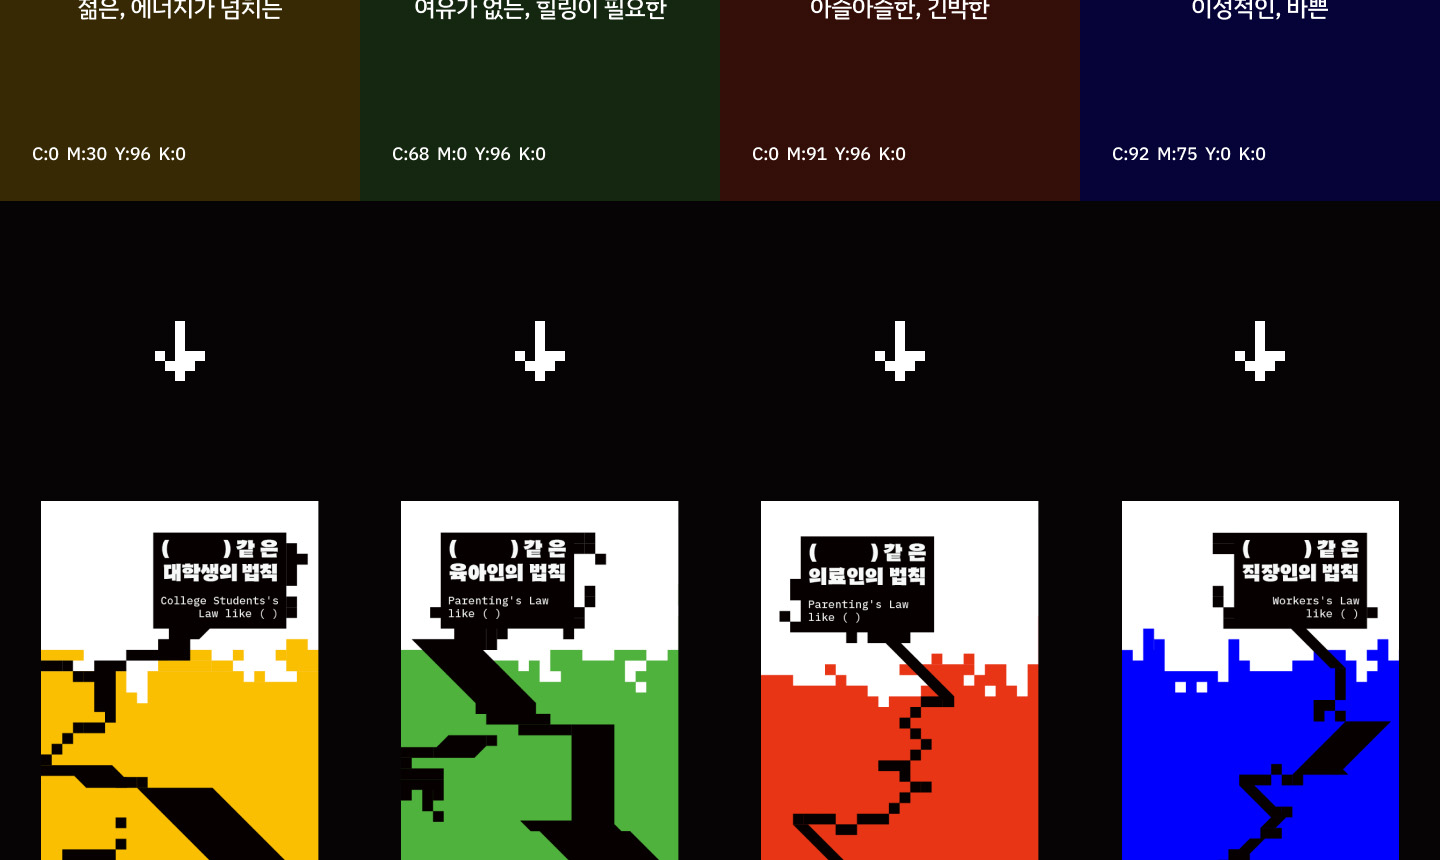 젊은, 에너지가 넘치는
여유가 없는, 힐링이 필요한
아슬아슬한, 긴박한
이성적인, 바쁜
C:0 M:30 Y:96 K:0
C:68 M:0 Y:96 K:0
C:0 M:91 Y:96 K:0
C:92 M:75 Y:0 K:0
( ) 같은
대학생의 법칙
College Students's
Law like ( )
( ) 같은
육아인의 법칙
Parenting's Law
like ( )
( ) 같은
의료인의 법칙
Parenting's Law
like ( )
( ) 같은
직장인의 법칙
Workers's Law
like ( )